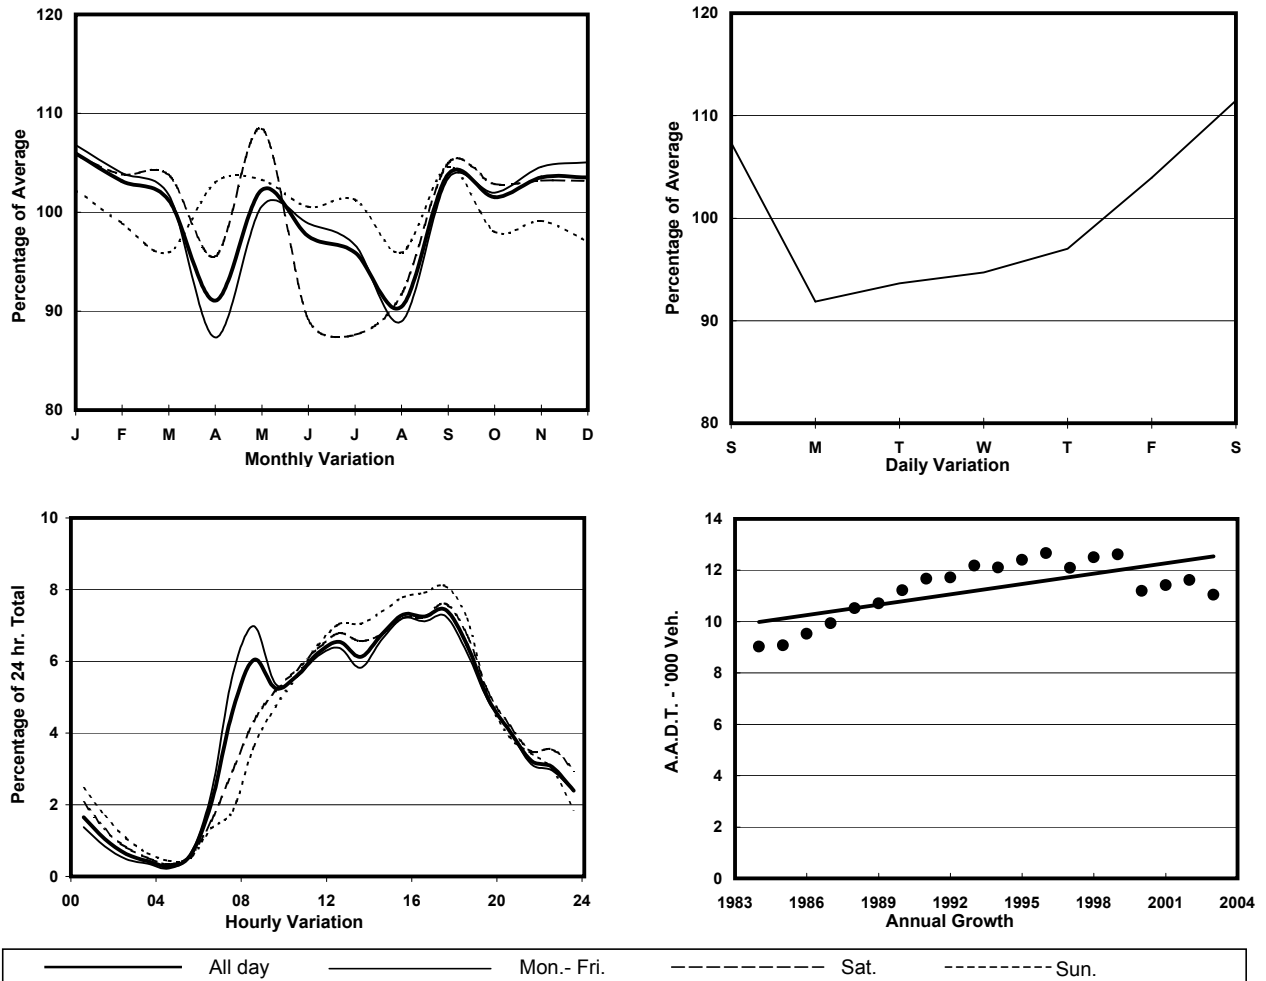 120
110
100
90
80
Percentage of Average
J F M A M J J A S O N D
Monthly Variation
120
110
100
90
80
Percentage of Average
S M T W T F S
Daily Variation
10
8
6
4
2
0
Percentage of 24 hr. Total
00 04 08 12 16 20 24
Hourly Variation
14
12
10
8
6
4
2
0
A.A.D.T. - '000 Veh.
1983 1986 1989 1992 1995 1998 2001 2004
Annual Growth
All day Mon.- Fri. Sat. Sun.